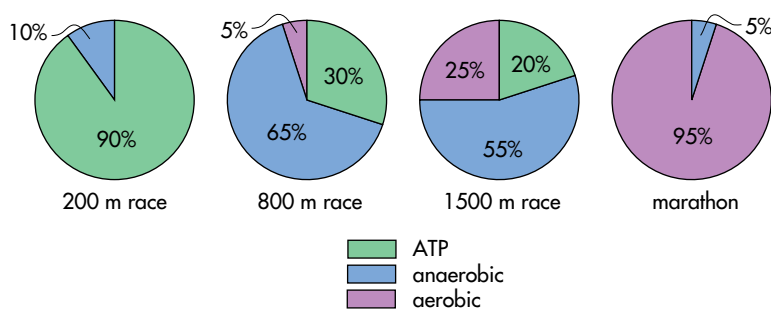 10%
90%
200 m race
5%
30%
65%
800 m race
25%
20%
55%
1500 m race
5%
95%
marathon
ATP
anaerobic
aerobic